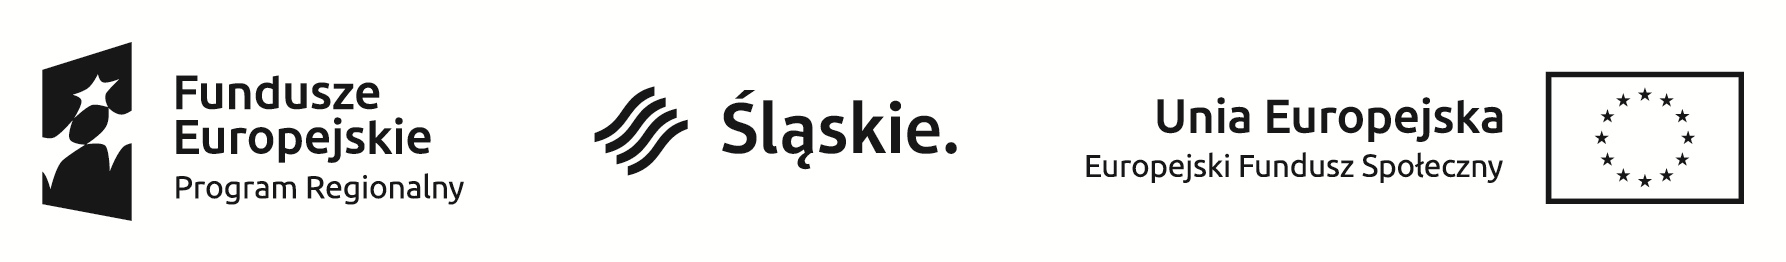 Fundusze
Europejskie
Program Regionalny
Śląskie.
Unia Europejska
Europejski Fundusz Społeczny